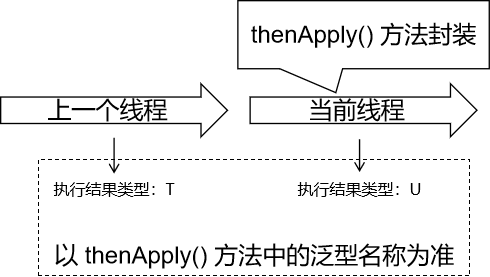 thenApply() 方法封装
上一个线程
当前线程
执行结果类型：T
执行结果类型：U
以 thenApply() 方法中的泛型名称为准